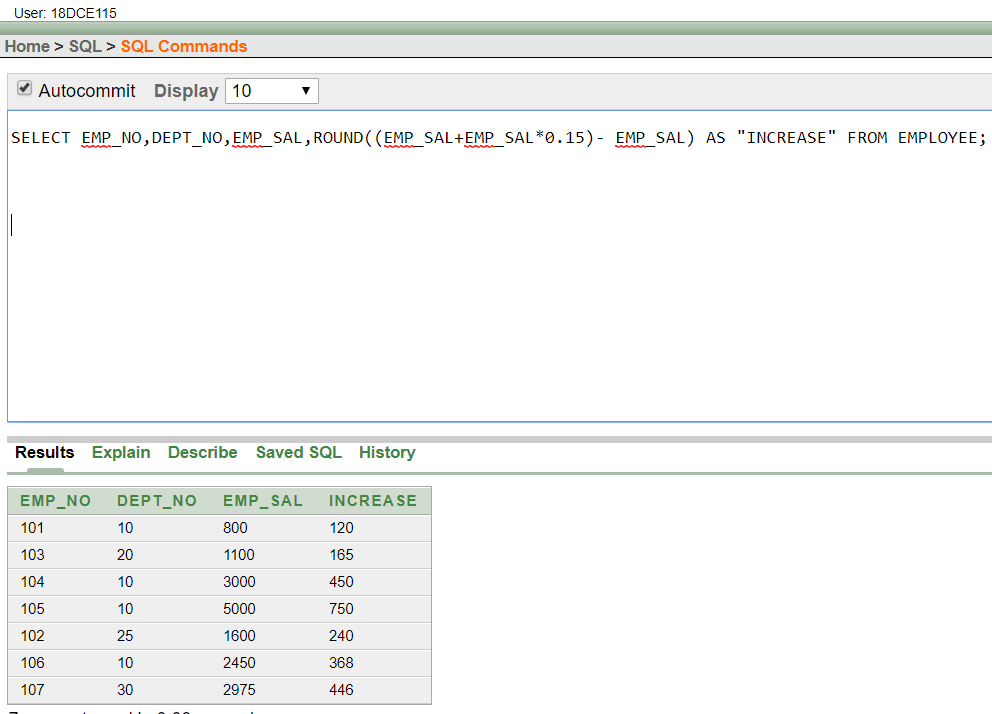 User: 18DCE115
Home > SQL > SQL Commands
Autocommit Display 10
SELECT EMP_NO,DEPT_NO,EMP_SAL,ROUND((EMP_SAL+EMP_SAL*0.15)- EMP_SAL) AS "INCREASE" FROM EMPLOYEE;
Results Explain Describe Saved SQL History
EMP_NO DEPT_NO EMP_SAL INCREASE
101 10 800 120
103 20 1100 165
104 10 3000 450
105 10 5000 750
102 25 1600 240
106 10 2450 368
107 30 2975 446